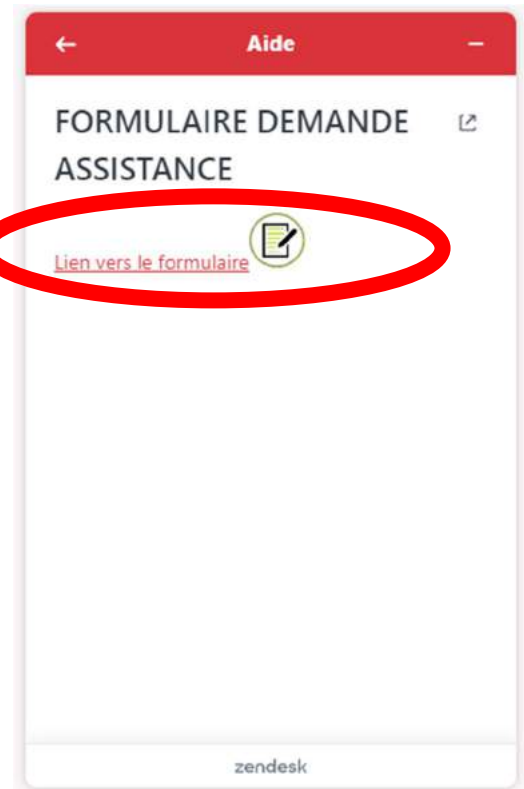 Aide
FORMULAIRE DEMANDE
ASSISTANCE
Lien vers le formulaire
zendesk